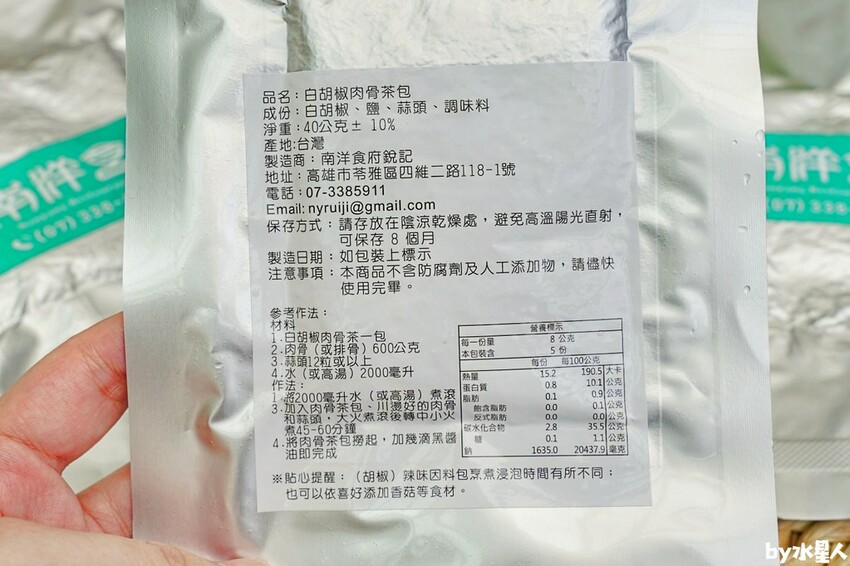 品名：白胡椒肉骨茶包
成份：白胡椒、鹽、蒜頭、調味料
淨重：40公克± 10%
產地:台灣
製造商：南洋食府銳記
地址：高雄市苓雅區四維二路118-1號
電話：07-3385911
Email: nyruiji@gmail.com
保存方式：請存放在陰涼乾燥處，避免高溫陽光直射，
可保存 8 個月
製造日期：如包裝上標示
注意事項：本商品不含防腐劑及人工添加物，請儘快
使用完畢。
參考作法：
材料
1.白胡椒肉骨茶一包
2.肉骨（或排骨）600公克
3.蒜頭12粒或以上
4.水（或高湯）2000毫升
作法：
1.將2000毫升水（或高湯）煮滾
3.加入肉骨茶包、川燙好的肉骨
和蒜頭，大火煮滾後轉中小火
煮45-60分鐘
4.將肉骨茶包撈起，加幾滴黑醬
油即完成
營養標示
每一份量 8 公克
本包裝含 5 份
每份 每100公克
熱量 15.2 190.5 大卡
蛋白質 0.8 10.1 公克
脂肪 0.1 0.9 公克
飽含脂肪 0.0 0.1 公克
反式脂肪 0.0 0.0 公克
碳水化合物 2.8 35.5 公克
糖 0.1 1.1 公克
鈉 1635.0 20437.9 毫克
※貼心提醒：（胡椒）辣味因料包烹煮浸泡時間有所不同；
也可以依喜好添加香菇等食材。
南洋
(07) 338
(07) 33
by水星人